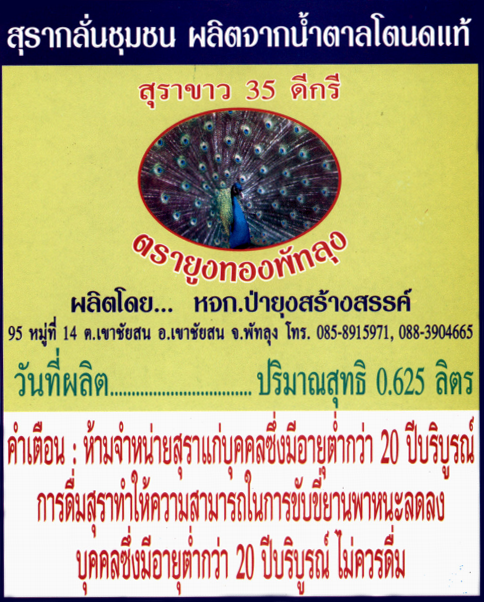 สุรากลั่นชุมชน ผลิตจากน้ำตาลโตนดแท้
สุราขาว 35 ดีกรี
ตรายูงทองพัทลุง
ผลิตโดย... หจก.ป่ายุงสร้างสรรค์
95 หมู่ที่ 14 ต.เขาชัยสน อ.เขาชัยสน จ.พัทลุง โทร. 085-8915971, 088-3904665
วันที่ผลิต................................ ปริมาณสุทธิ 0.625 ลิตร
คำเตือน : ห้ามจำหน่ายสุราแก่บุคคลซึ่งมีอายุต่ำกว่า 20 ปีบริบูรณ์
การดื่มสุราทำให้ความสามารถในการขับขี่ยานพาหนะลดลง
บุคคลซึ่งมีอายุต่ำกว่า 20 ปีบริบูรณ์ ไม่ควรดื่ม